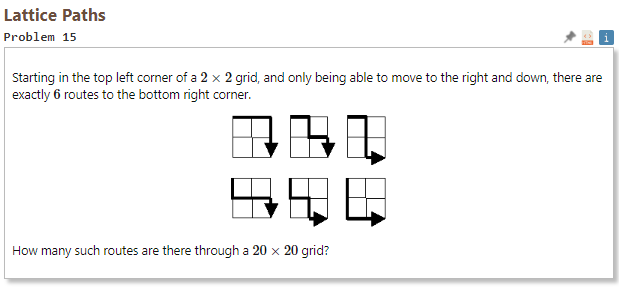 Lattice Paths
Problem 15
i
Starting in the top left corner of a 2 × 2 grid, and only being able to move to the right and down, there are
exactly 6 routes to the bottom right corner.
How many such routes are there through a 20 × 20 grid?